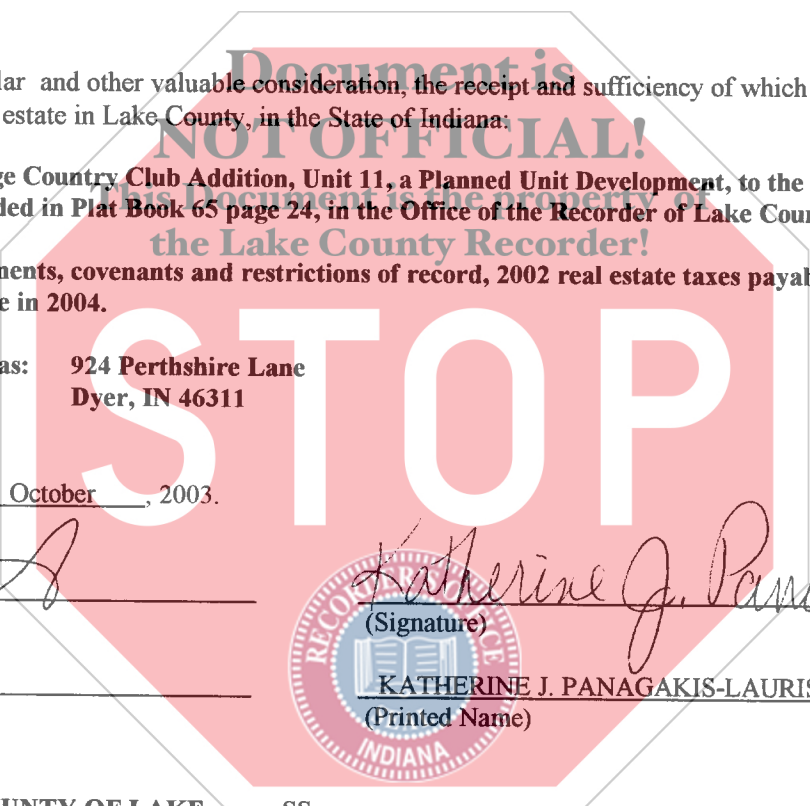 Document is
lar and other valuable consideration, the receipt and sufficiency of which
estate in Lake County, in the State of Indiana:
NOT OFFICIAL!
ge Country Club Addition, Unit 11, a Planned Unit Development, to the
This Document is the property of
ded in Plat Book 65 page 24, in the Office of the Recorder of Lake Coun
the Lake County Recorder!
nents, covenants and restrictions of record, 2002 real estate taxes payab
e in 2004.
STOP
as: 924 Perthshire Lane
Dyer, IN 46311
October, 2003.
Katherine J. Pana
(Signature)
KATHERINE J. PANAGAKIS-LAURIS
(Printed Name)
RECORDER'S OFFICE
INDIANA
UNTY OF LAKE SS